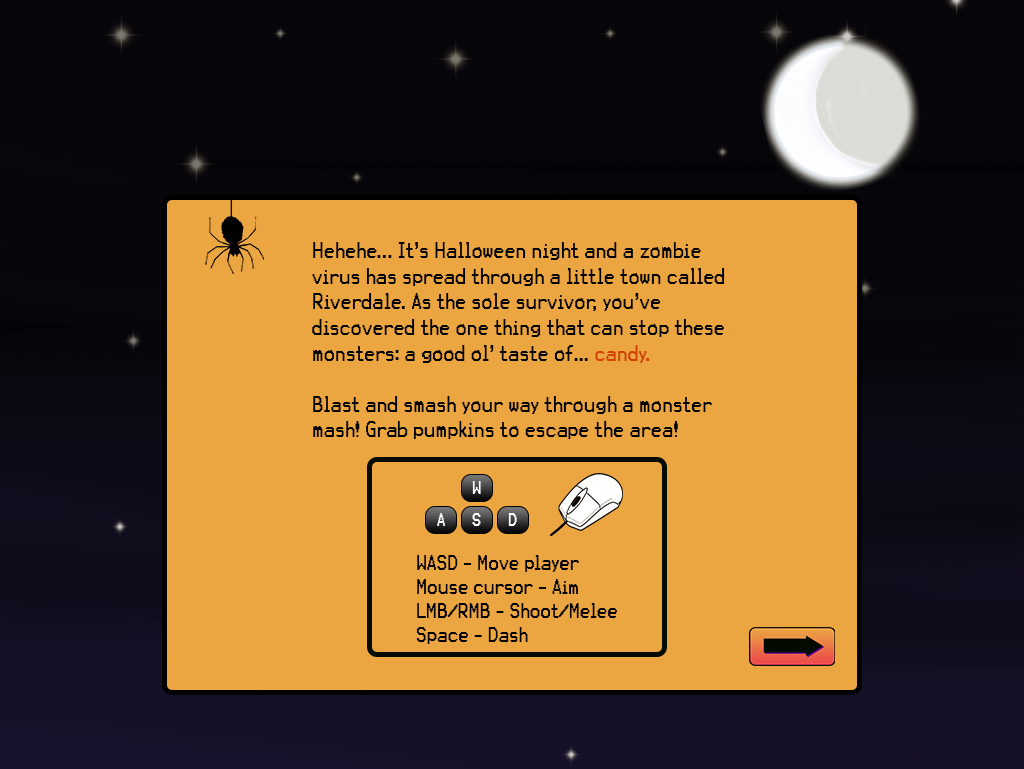 Hehehe... It's Halloween night and a zombie
virus has spread through a little town called
Riverdale. As the sole survivor, you've
discovered the one thing that can stop these
monsters: a good ol' taste of... candy.
Blast and smash your way through a monster
mash! Grab pumpkins to escape the area!
W
A S D
WASD - Move player
Mouse cursor - Aim
LMB/RMB - Shoot/Melee
Space - Dash